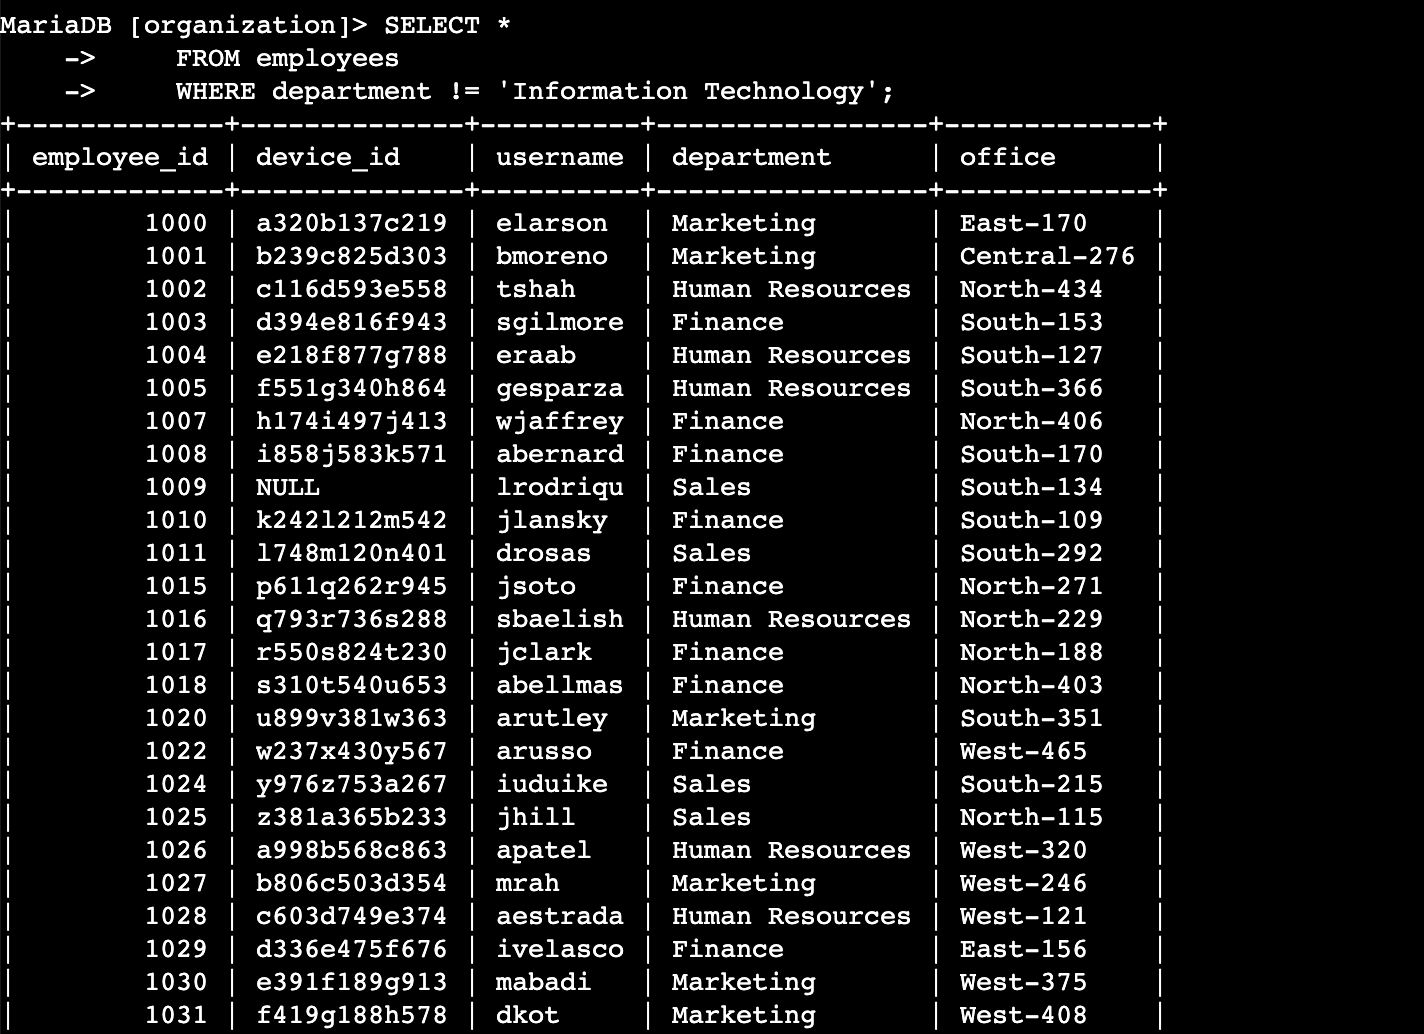 MariaDB [organization]> SELECT *
    ->     FROM employees
    ->     WHERE department != 'Information Technology';
+-------------+--------------+----------+-----------------+-------------+
| employee_id | device_id    | username | department      | office      |
+-------------+--------------+----------+-----------------+-------------+
|        1000 | a320b137c219 | elarson  | Marketing       | East-170    |
|        1001 | b239c825d303 | bmoreno  | Marketing       | Central-276 |
|        1002 | c116d593e558 | tshah    | Human Resources | North-434   |
|        1003 | d394e816f943 | sgilmore | Finance         | South-153   |
|        1004 | e218f877g788 | eraab    | Human Resources | South-127   |
|        1005 | f551g340h864 | gesparza | Human Resources | South-366   |
|        1007 | h174i497j413 | wjaffrey | Finance         | North-406   |
|        1008 | i858j583k571 | abernard | Finance         | South-170   |
|        1009 | NULL         | lrodriqu | Sales           | South-134   |
|        1010 | k242l212m542 | jlansky  | Finance         | South-109   |
|        1011 | l748m120n401 | drosas   | Sales           | South-292   |
|        1015 | p611q262r945 | jsoto    | Finance         | North-271   |
|        1016 | q793r736s288 | sbaelish | Human Resources | North-229   |
|        1017 | r550s824t230 | jclark   | Finance         | North-188   |
|        1018 | s310t540u653 | abellmas | Finance         | North-403   |
|        1020 | u899v381w363 | arutley  | Marketing       | South-351   |
|        1022 | w237x430y567 | arusso   | Finance         | West-465    |
|        1024 | y976z753a267 | iuduike  | Sales           | South-215   |
|        1025 | z381a365b233 | jhill    | Sales           | North-115   |
|        1026 | a998b568c863 | apatel   | Human Resources | West-320    |
|        1027 | b806c503d354 | mrah     | Marketing       | West-246    |
|        1028 | c603d749e374 | aestrada | Human Resources | West-121    |
|        1029 | d336e475f676 | ivelasco | Finance         | East-156    |
|        1030 | e391f189g913 | mabadi   | Marketing       | West-375    |
|        1031 | f419g188h578 | dkot     | Marketing       | West-408    |